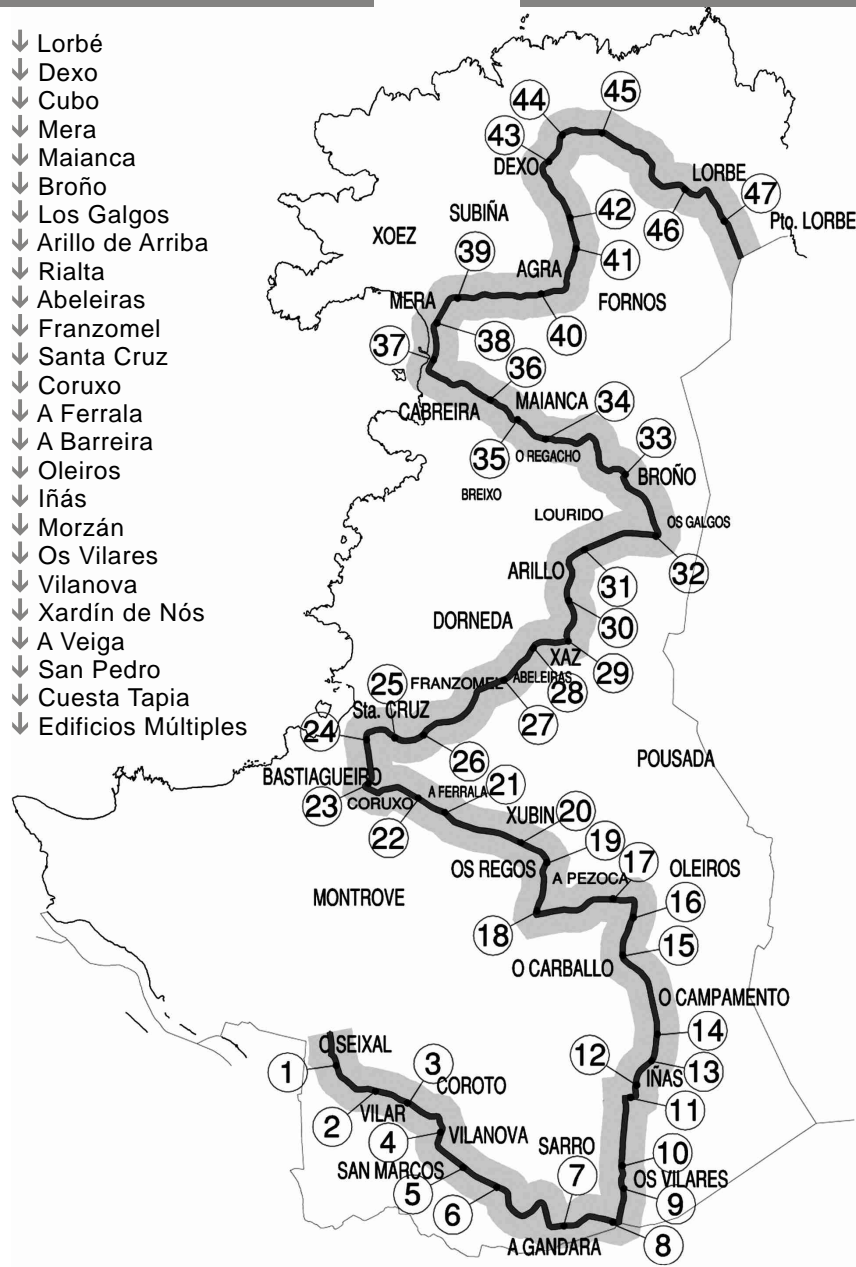 ↓ Lorbé
↓ Dexo
↓ Cubo
↓ Mera
↓ Maianca
↓ Broño
↓ Los Galgos
↓ Arillo de Arriba
↓ Rialta
↓ Abeleiras
↓ Franzomel
↓ Santa Cruz
↓ Coruxo
↓ A Ferrala
↓ A Barreira
↓ Oleiros
↓ Iñás
↓ Morzán
↓ Os Vilares
↓ Vilanova
↓ Xardín de Nós
↓ A Veiga
↓ San Pedro
↓ Cuesta Tapia
↓ Edificios Múltiples
44 45
43
DEXO
LORBE
47
42
SUBIÑA
Pto. LORBE
46
XOEZ
41
39
AGRA
MERA
FORNOS
40
38
37
36
MAIANCA 34
CABREIRA
33
35 O REGACHO
BROÑO
BREIXO
LOURIDO
OS GALGOS
ARILLO
31 32
30
DORNEDA
XAZ
29
25 FRANZOMEL ABELEIRAS
28
27
Sta. CRUZ
24
26
POUSADA
BASTIAGUEIRO
A FERRALA 21
23 CORUXO
XUBIN 20
22
19 17
OS REGOS
OLEIROS
A PEZOCA
MONTROVE
16
18
15
O CARBALLO
O CAMPAMENTO
14
O SEIXAL
12
13
1
3
COROTO
IÑAS
11
2
VILAR
4
VILANOVA
SARRO
10
SAN MARCOS
7
OS VILARES
5
9
6
A GANDARA
8